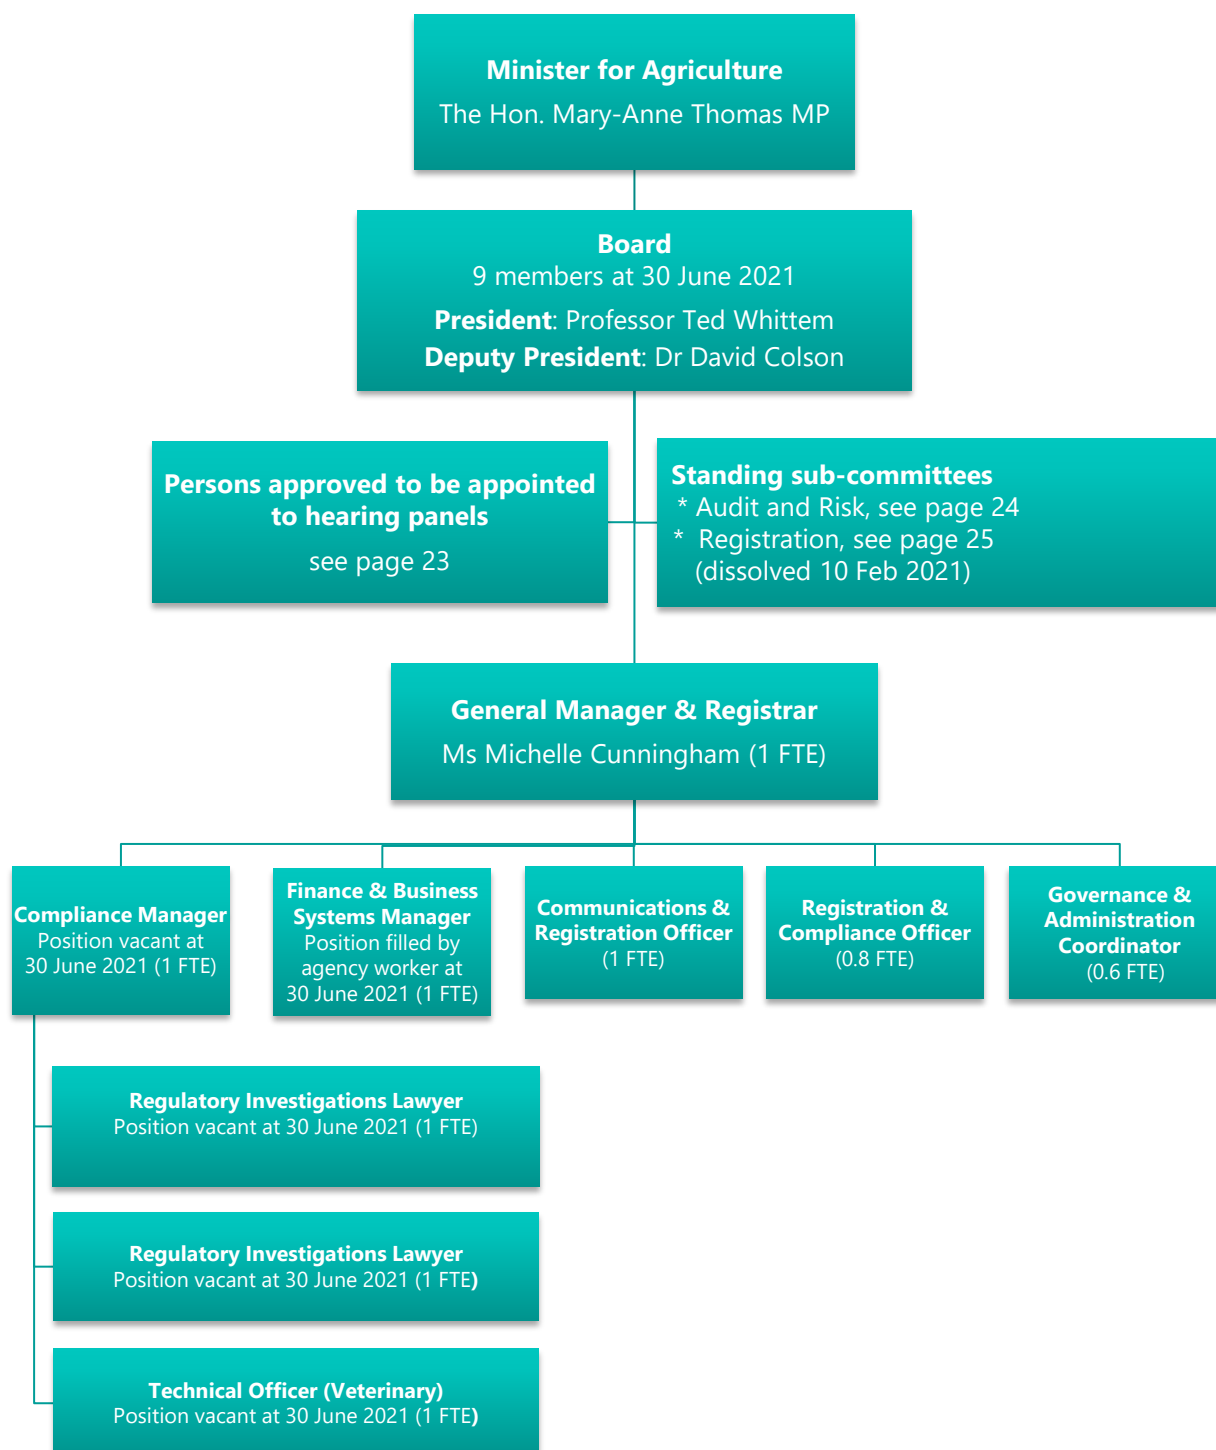 Minister for Agriculture
The Hon. Mary-Anne Thomas MP
Board
9 members at 30 June 2021
President: Professor Ted Whittem
Deputy President: Dr David Colson
Persons approved to be appointed
to hearing panels
see page 23
Standing sub-committees
* Audit and Risk, see page 24
* Registration, see page 25
(dissolved 10 Feb 2021)
General Manager & Registrar
Ms Michelle Cunningham (1 FTE)
Compliance Manager
Position vacant at
30 June 2021 (1 FTE)
Finance & Business
Systems Manager
Position filled by
agency worker at
30 June 2021 (1 FTE)
Communications &
Registration Officer
(1 FTE)
Registration &
Compliance Officer
(0.8 FTE)
Governance &
Administration
Coordinator
(0.6 FTE)
Regulatory Investigations Lawyer
Position vacant at 30 June 2021 (1 FTE)
Regulatory Investigations Lawyer
Position vacant at 30 June 2021 (1 FTE)
Technical Officer (Veterinary)
Position vacant at 30 June 2021 (1 FTE)